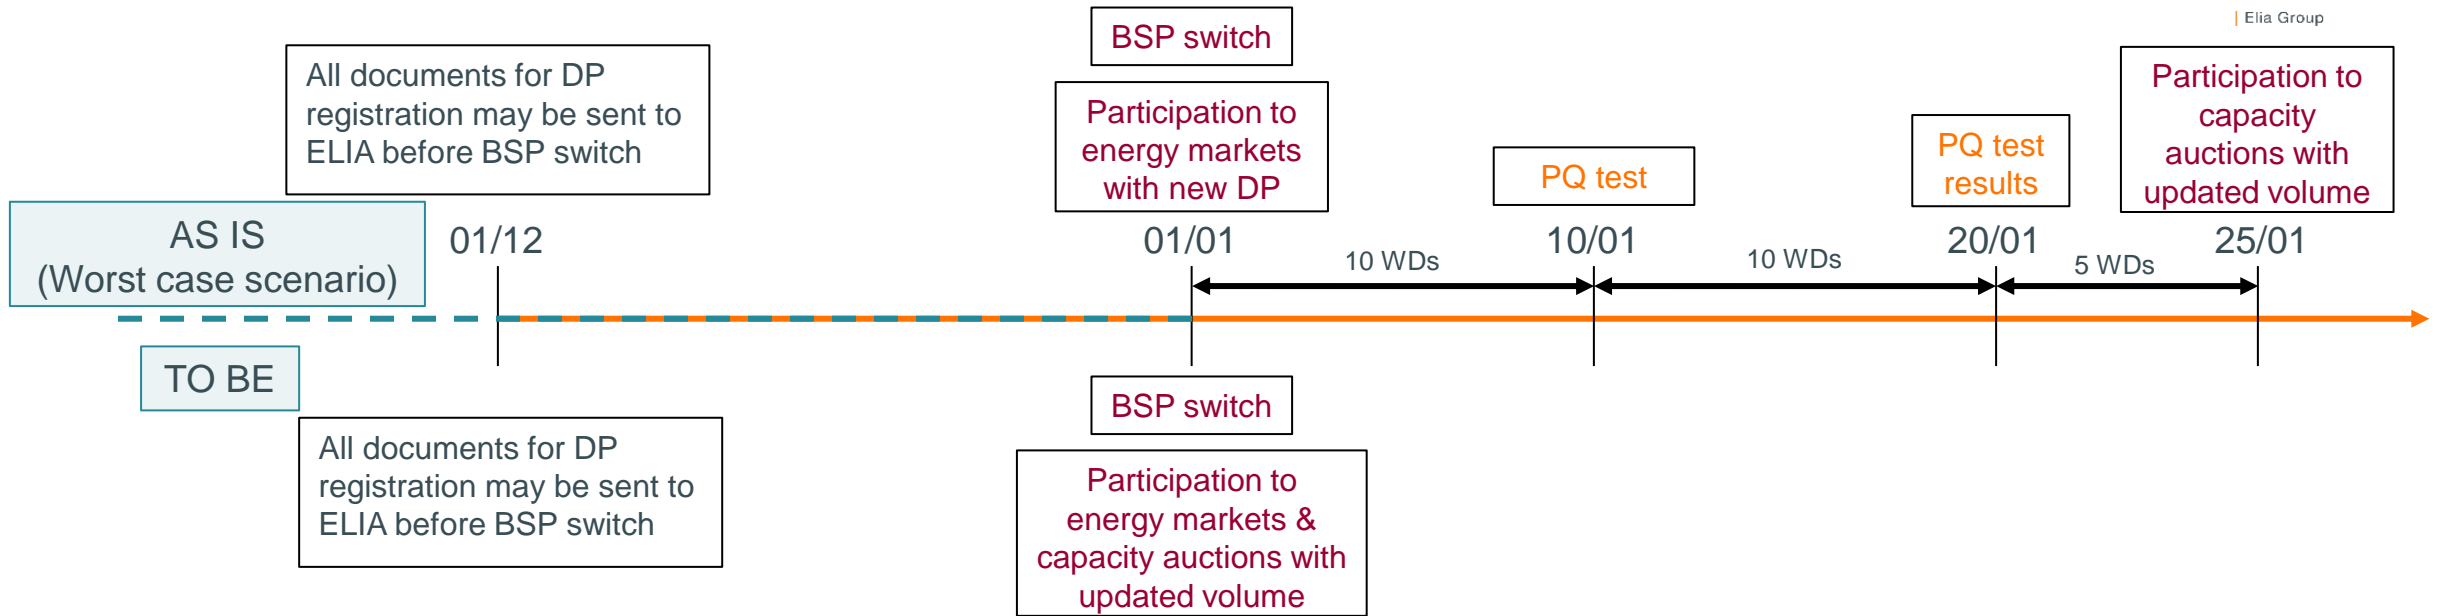 Elia Group
All documents for DP
registration may be sent to
ELIA before BSP switch
BSP switch
Participation to
energy markets
with new DP
PQ test
PQ test
results
Participation to
capacity
auctions with
updated volume
AS IS
(Worst case scenario)
01/12
01/01
10/01
20/01
25/01
10 WDs
10 WDs
5 WDs
TO BE
All documents for DP
registration may be sent to
ELIA before BSP switch
BSP switch
Participation to
energy markets &
capacity auctions with
updated volume